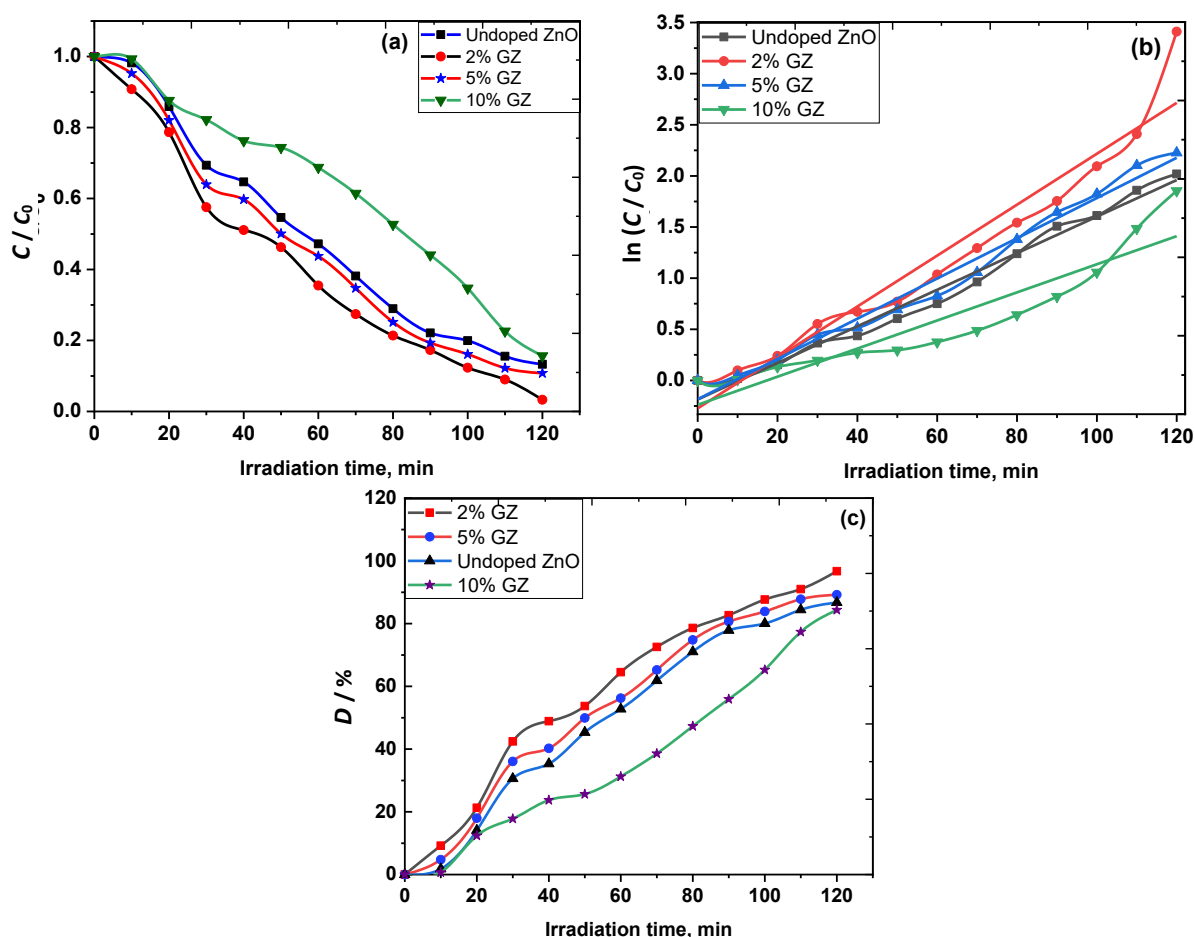 (a)
Undoped ZnO
2% GZ
5% GZ
10% GZ
1.0
0.8
0.6
0.4
0.2
0.0
C / C0
0 20 40 60 80 100 120
Irradiation time, min
(b)
Undoped ZnO
2% GZ
5% GZ
10% GZ
3.5
3.0
2.5
2.0
1.5
1.0
0.5
0.0
ln (C / C0)
0 20 40 60 80 100 120
Irradiation time, min
(c)
2% GZ
5% GZ
Undoped ZnO
10% GZ
120
100
80
60
40
20
0
D / %
0 20 40 60 80 100 120
Irradiation time, min